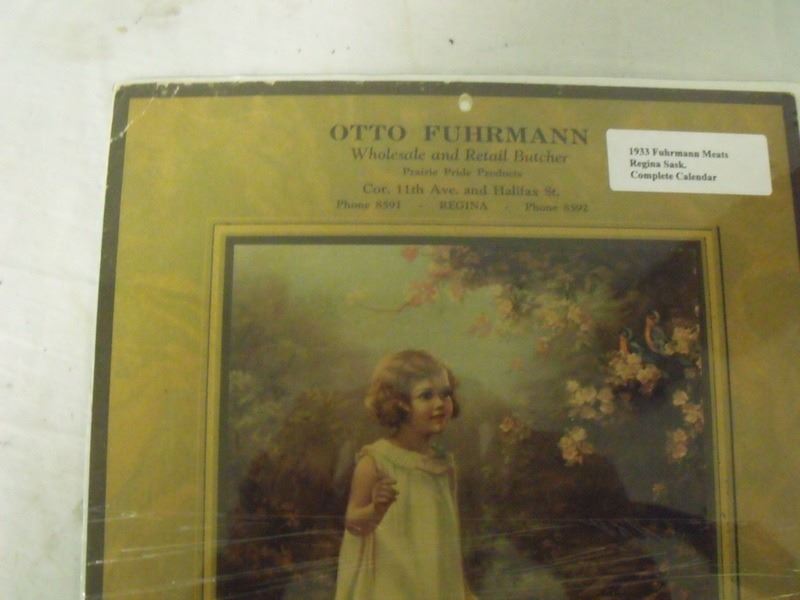 OTTO FUHRMANN
Wholesale and Retail Butcher
Prairie Pride Products
Cor. 11th Ave. and Halifax St.
Phone 8591 - REGINA - Phone 8592
1933 Fuhrmann Meats
Regina Sask.
Complete Calendar